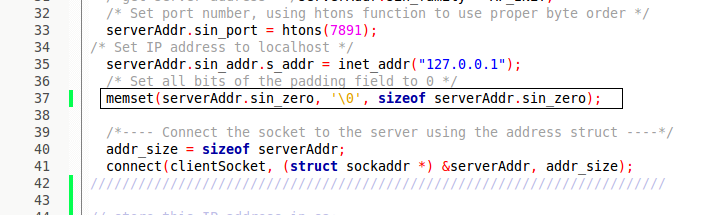 32 /* Set port number, using htons function to use proper byte order */
33 serverAddr.sin_port = htons(7891);
34 /* Set IP address to localhost */
35 serverAddr.sin_addr.s_addr = inet_addr("127.0.0.1");
36 /* Set all bits of the padding field to 0 */
37 memset(serverAddr.sin_zero, '\0', sizeof serverAddr.sin_zero);
38
39 /*---- Connect the socket to the server using the address struct ----*/
40 addr_size = sizeof serverAddr;
41 connect(clientSocket, (struct sockaddr *) &serverAddr, addr_size);
42 ////////////////////////////////////////////////////////////////////////
43